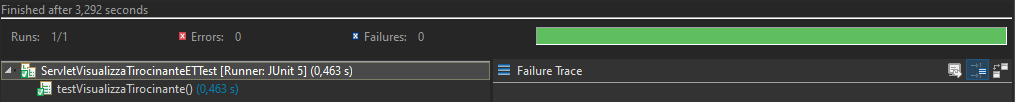 Finished after 3,292 seconds
Runs: 1/1 Errors: 0 Failures: 0
ServletVisualizzaTirocinanteETTest [Runner: JUnit 5] (0,463 s)
Failure Trace
testVisualizzaTirocinante() (0,463 s)